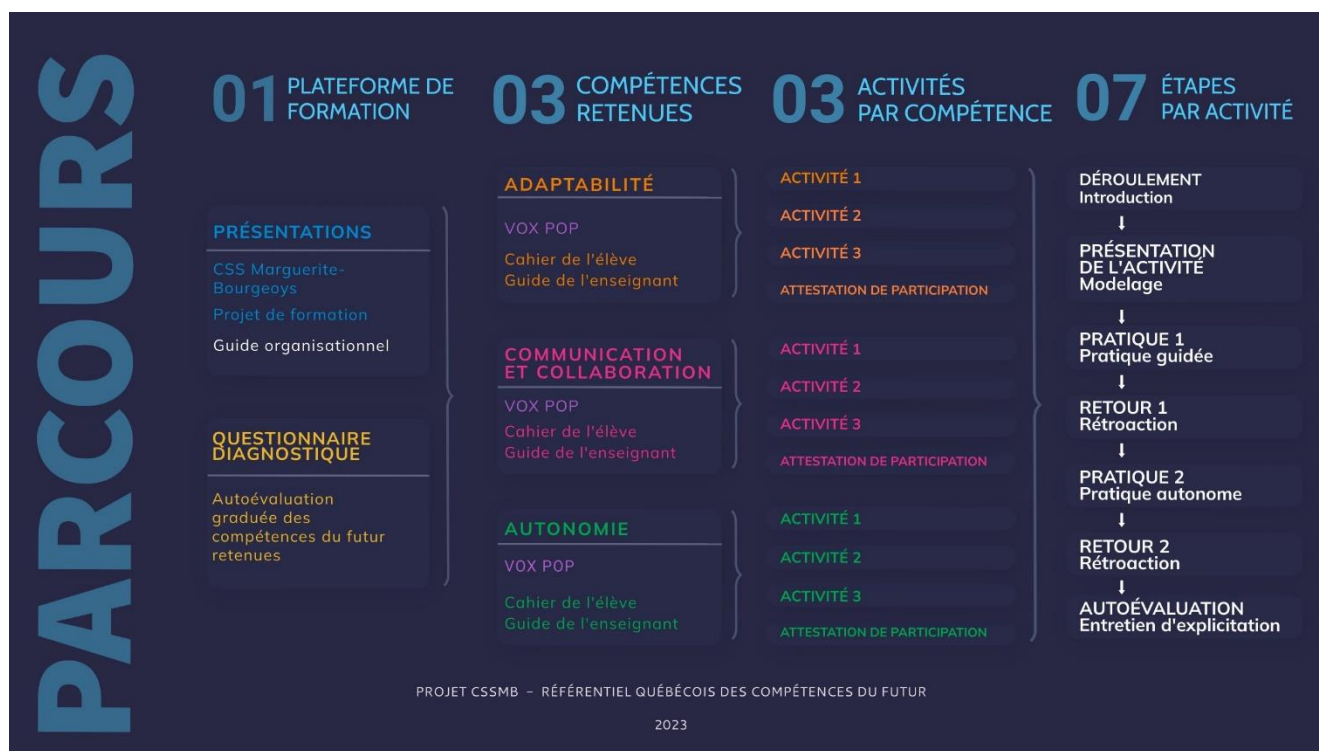 PARCOURS
01 PLATEFORME DE
FORMATION
PRÉSENTATIONS
CSS Marguerite-
Bourgeoys
Projet de formation
Guide organisationnel
QUESTIONNAIRE
DIAGNOSTIQUE
Autoévaluation
graduée des
compétences du futur
retenues
03 COMPÉTENCES
RETENUES
ADAPTABILITÉ
VOX POP
Cahier de l'élève
Guide de l'enseignant
COMMUNICATION
ET COLLABORATION
VOX POP
Cahier de l'élève
Guide de l'enseignant
AUTONOMIE
VOX POP
Cahier de l'élève
Guide de l'enseignant
03 ACTIVITÉS
PAR COMPÉTENCE
ACTIVITÉ 1
ACTIVITÉ 2
ACTIVITÉ 3
ATTESTATION DE PARTICIPATION
ACTIVITÉ 1
ACTIVITÉ 2
ACTIVITÉ 3
ATTESTATION DE PARTICIPATION
ACTIVITÉ 1
ACTIVITÉ 2
ACTIVITÉ 3
ATTESTATION DE PARTICIPATION
07 ÉTAPES
PAR ACTIVITÉ
DÉROULEMENT
Introduction
PRÉSENTATION
DE L'ACTIVITÉ
Modelage
PRATIQUE 1
Pratique guidée
RETOUR 1
Rétroaction
PRATIQUE 2
Pratique autonome
RETOUR 2
Rétroaction
AUTOÉVALUATION
Entretien d'explicitation
PROJET CSSMB – RÉFÉRENTIEL QUÉBÉCOIS DES COMPÉTENCES DU FUTUR
2023